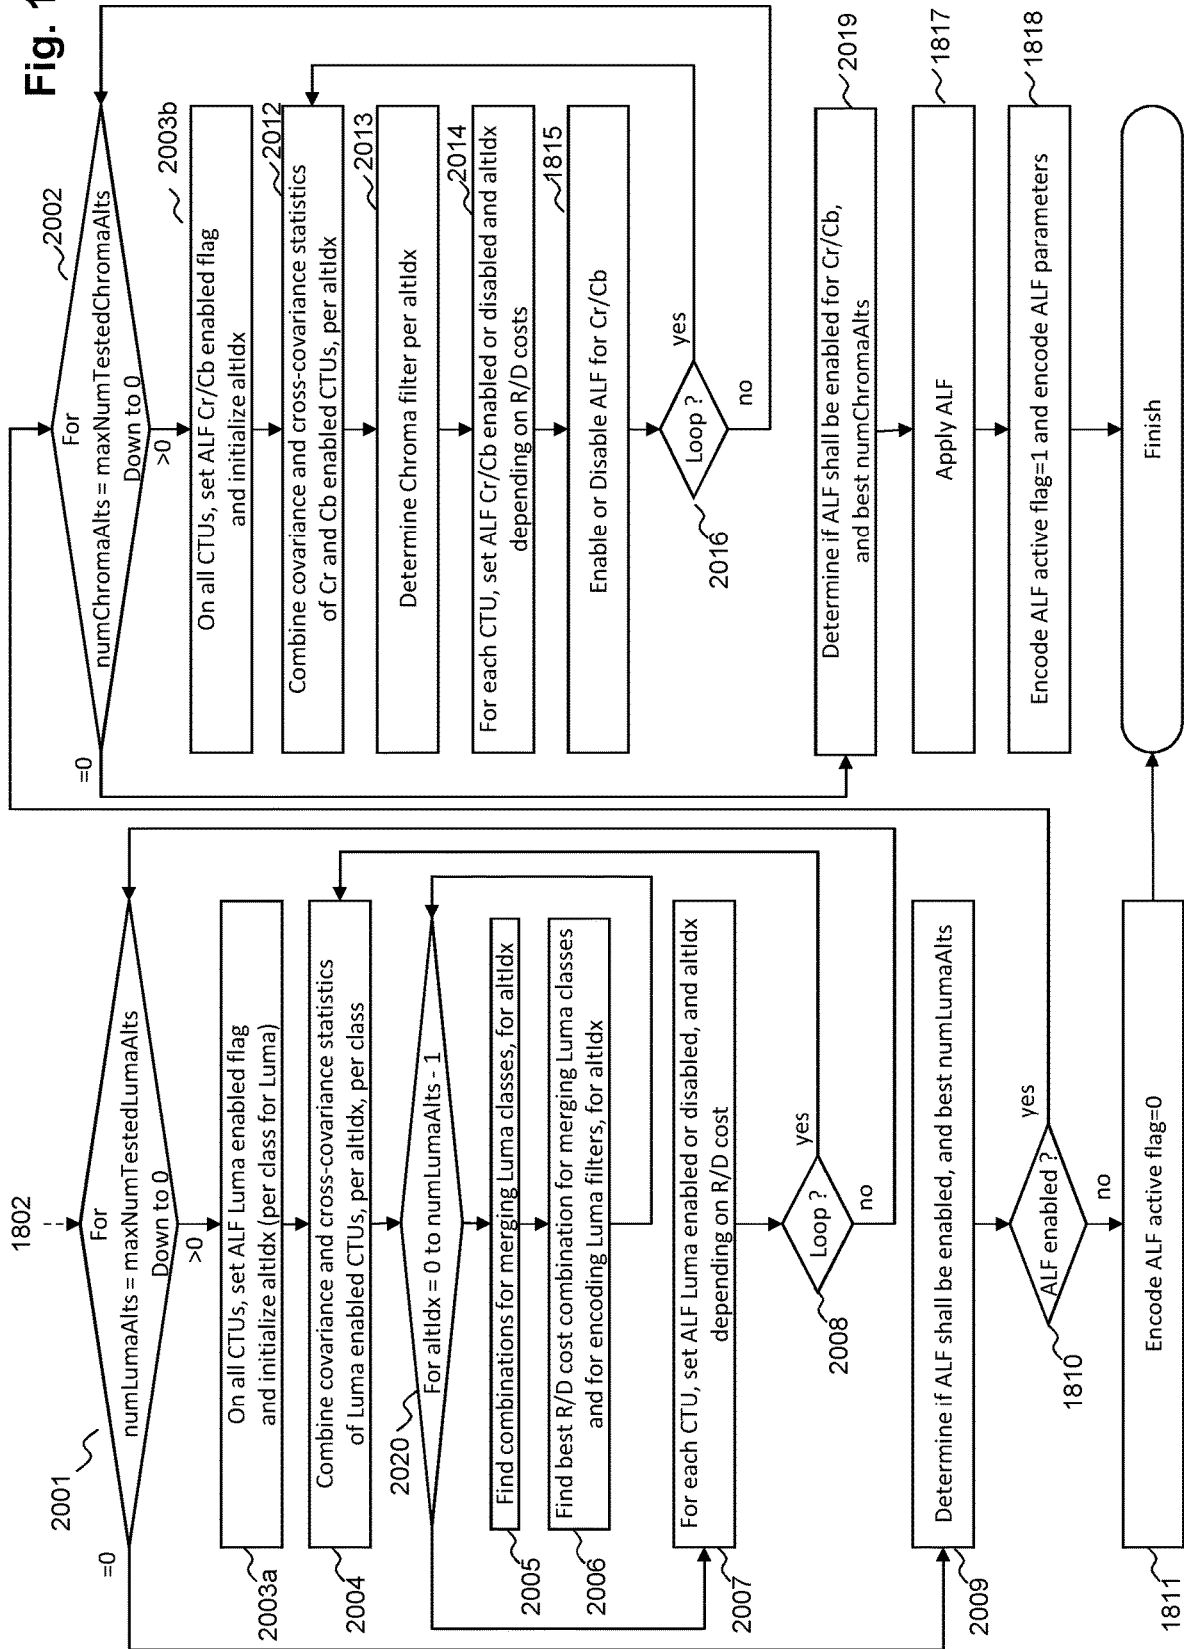 Fig. 1
1802
For
numLumaAlts = maxNumTestedLumaAlts
Down to 0
2001
=0
>0
On all CTUs, set ALF Luma enabled flag
and initialize altIdx (per class for Luma)
2003a
Combine covariance and cross-covariance statistics
of Luma enabled CTUs, per altIdx, per class
2004
For altIdx = 0 to numLumaAlts - 1
2020
Find combinations for merging Luma classes, for altIdx
2005
Find best R/D cost combination for merging Luma classes
and for encoding Luma filters, for altIdx
2006
For each CTU, set ALF Luma enabled or disabled, and altIdx
depending on R/D cost
2007
Loop ?
yes
no
2008
Determine if ALF shall be enabled, and best numLumaAlts
2009
ALF enabled ?
yes
no
1810
Encode ALF active flag=0
1811
For
numChromaAlts = maxNumTestedChromaAlts
Down to 0
2002
=0
>0
On all CTUs, set ALF Cr/Cb enabled flag
and initialize altIdx
2003b
Combine covariance and cross-covariance statistics
of Cr and Cb enabled CTUs, per altIdx
2012
Determine Chroma filter per altIdx
2013
For each CTU, set ALF Cr/Cb enabled or disabled and altIdx
depending on R/D costs
2014
Enable or Disable ALF for Cr/Cb
1815
Loop ?
yes
no
2016
Determine if ALF shall be enabled for Cr/Cb,
and best numChromaAlts
2019
Apply ALF
1817
Encode ALF active flag=1 and encode ALF parameters
1818
Finish